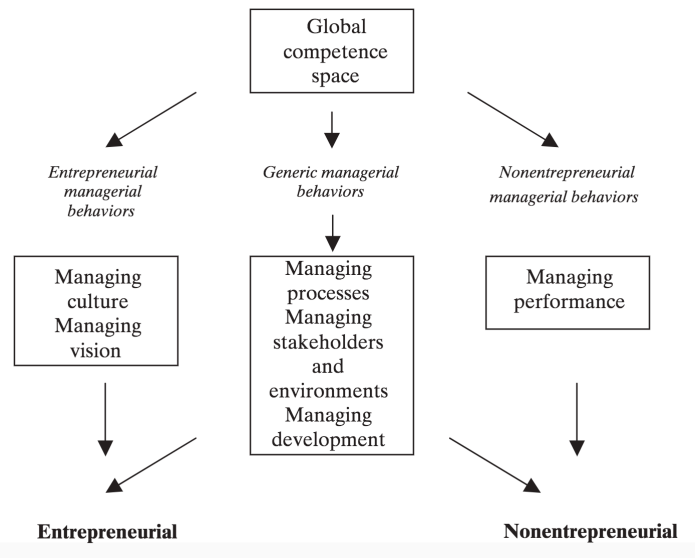 Global
competence
space
Entrepreneurial
managerial
behaviors
Generic managerial
behaviors
Nonentrepreneurial
managerial behaviors
Managing
culture
Managing
vision
Managing
processes
Managing
stakeholders
and
environments
Managing
development
Managing
performance
Entrepreneurial
Nonentrepreneurial